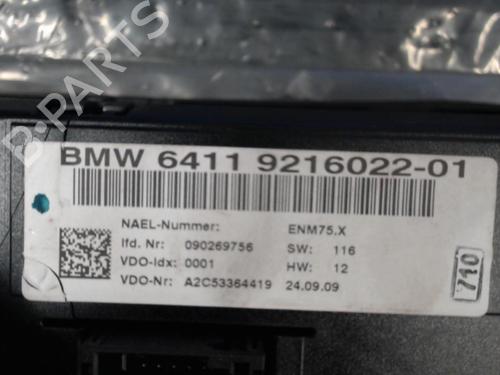 B-PARTS
BMW 6411 9216022-01
NAEL-Nummer: ENM75.X
lfd. Nr: 090269756 SW: 116
VDO-Idx: 0001 HW: 12
VDO-Nr: A2C53364419 24.09.09
710